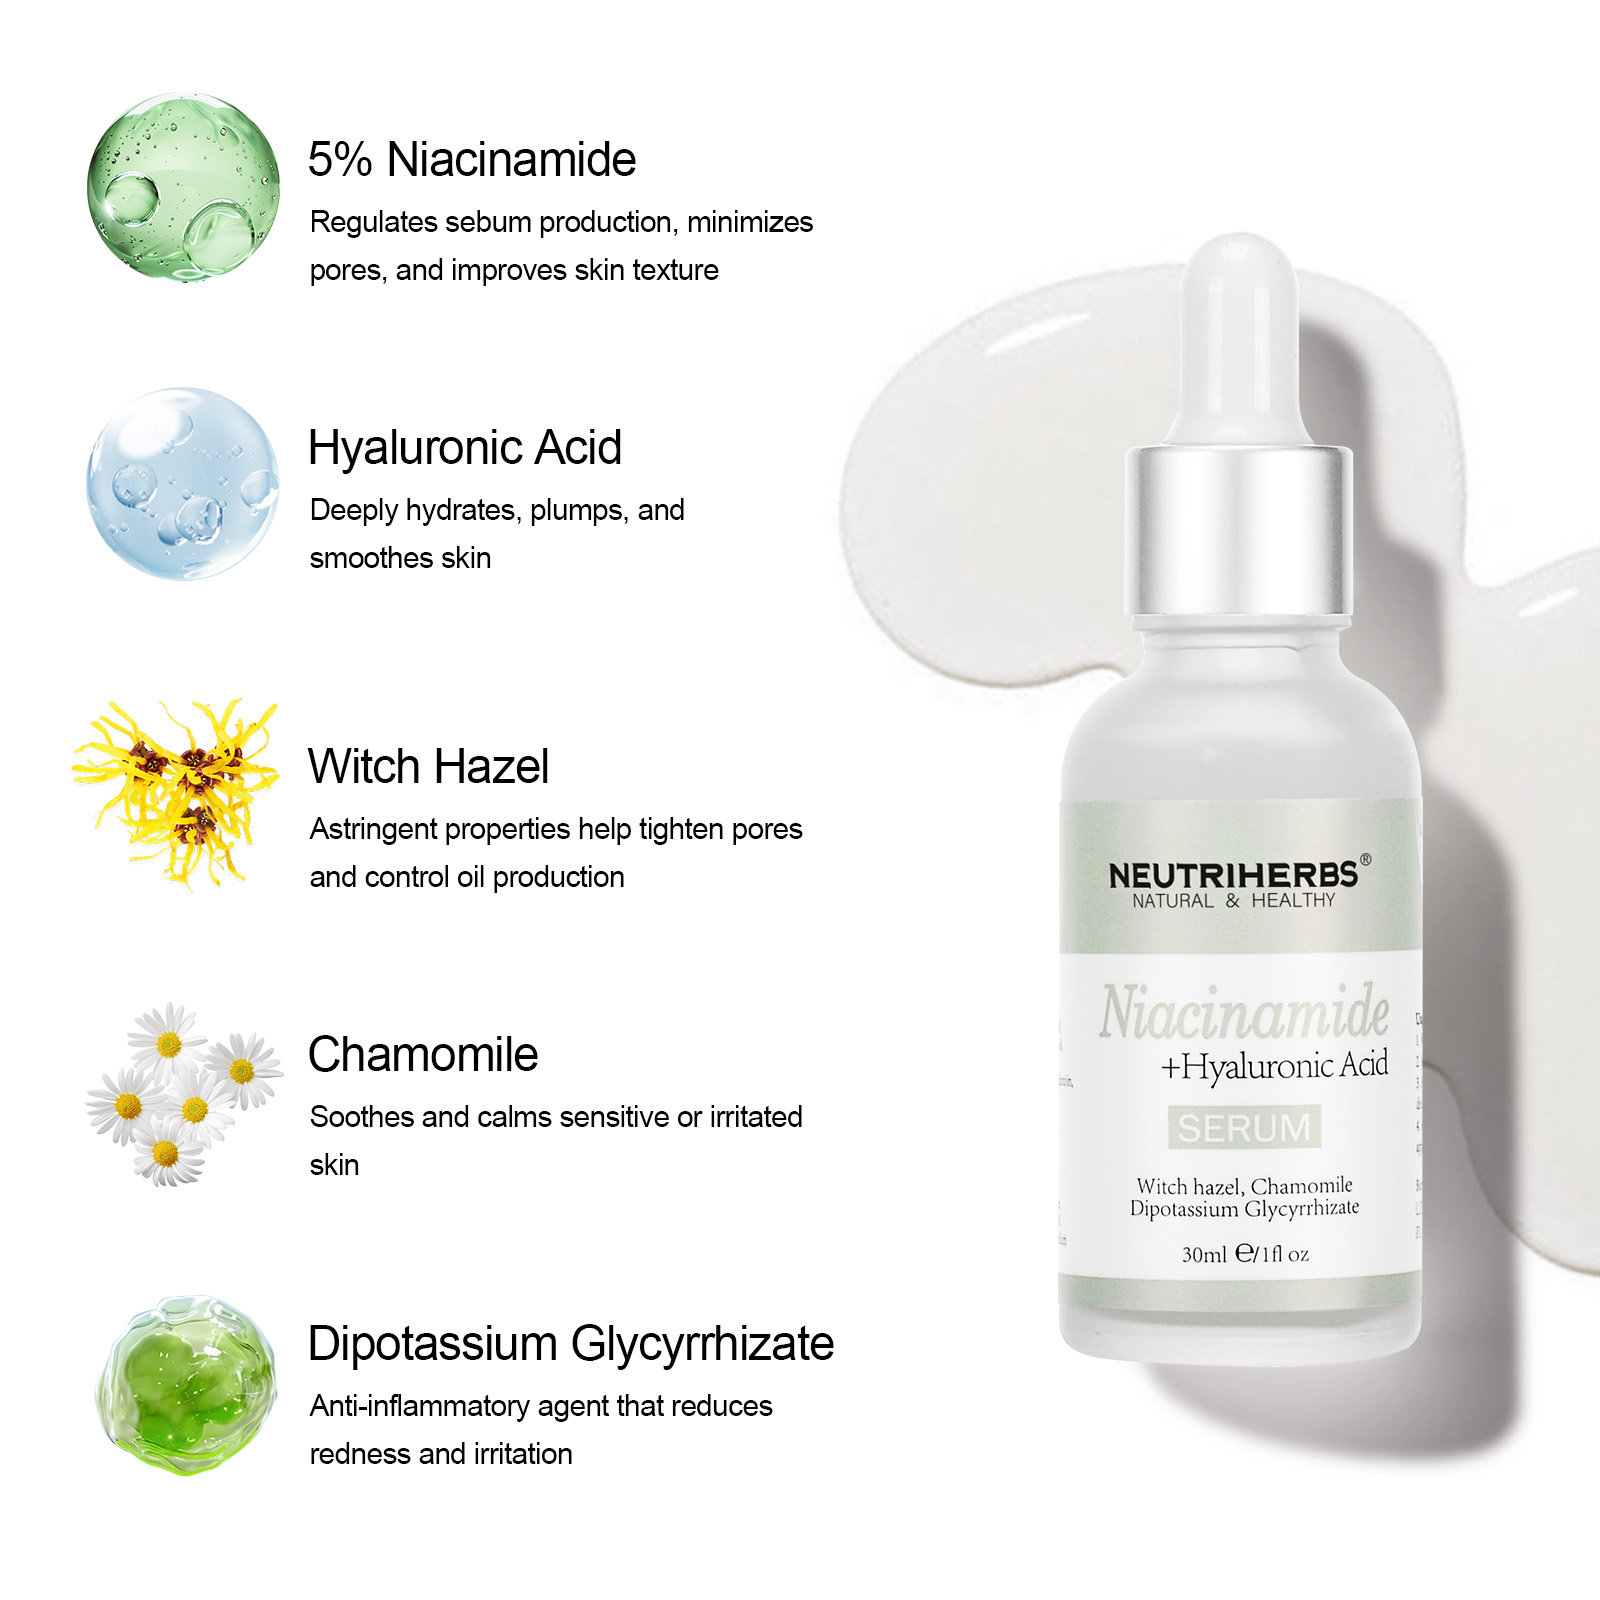 5% Niacinamide
Regulates sebum production, minimizes
pores, and improves skin texture
Hyaluronic Acid
Deeply hydrates, plumps, and
smoothes skin
Witch Hazel
Astringent properties help tighten pores
and control oil production
Chamomile
Soothes and calms sensitive or irritated
skin
Dipotassium Glycyrrhizate
Anti-inflammatory agent that reduces
redness and irritation
NEUTRIHERBS®
NATURAL & HEALTHY
Niacinamide
+Hyaluronic Acid
SERUM
Witch hazel, Chamomile
Dipotassium Glycyrrhizate
30ml ℮/1fl oz